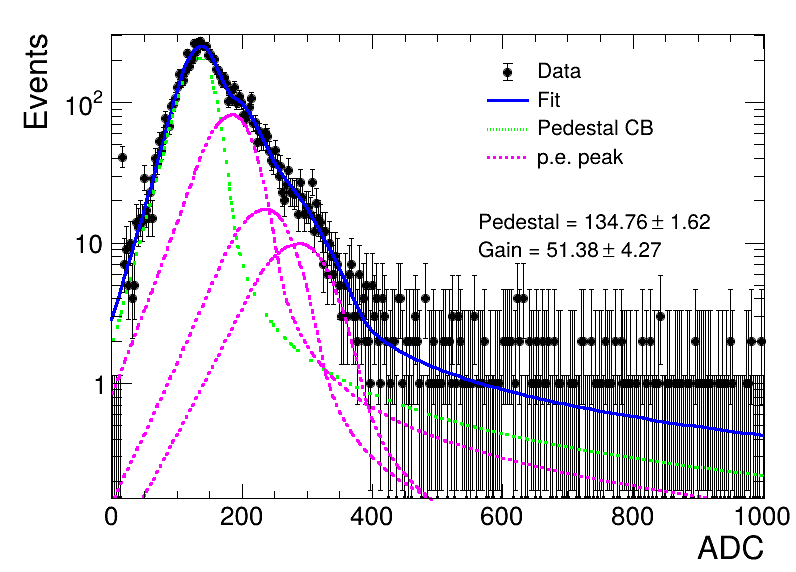 Events
10²
10
1
Data
Fit
Pedestal CB
p.e. peak
Pedestal = 134.76 ± 1.62
Gain = 51.38 ± 4.27
0 200 400 600 800 1000
ADC